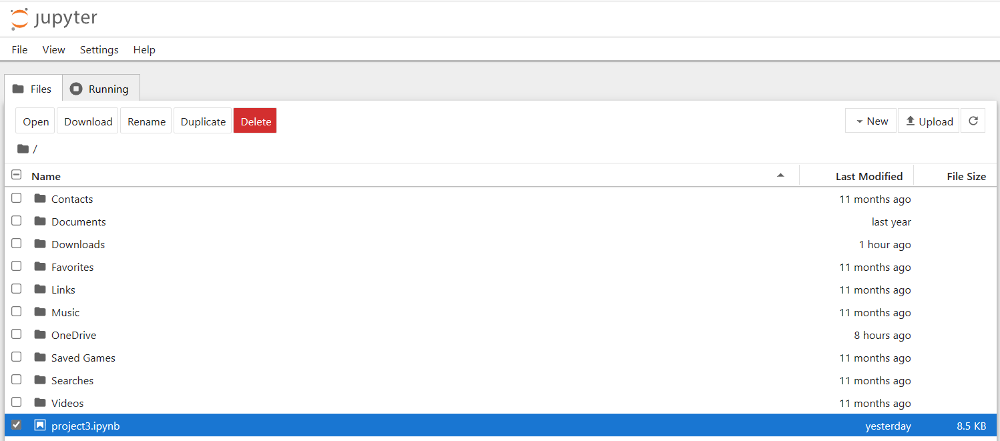 jupyter
File View Settings Help
Files Running
Open Download Rename Duplicate Delete New Upload
/
Name Last Modified File Size
Contacts 11 months ago
Documents last year
Downloads 1 hour ago
Favorites 11 months ago
Links 11 months ago
Music 11 months ago
OneDrive 8 hours ago
Saved Games 11 months ago
Searches 11 months ago
Videos 11 months ago
project3.ipynb yesterday 8.5 KB